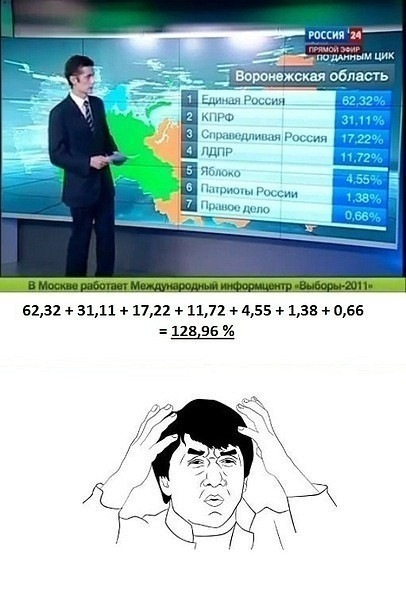 РОССИЯ 24
ПРЯМОЙ ЭФИР
ПО ДАННЫМ ЦИК
Воронежская область
1 Единая Россия 62,32%
2 КПРФ 31,11%
3 Справедливая Россия 17,22%
4 ЛДПР 11,72%
5 Яблоко 4,55%
6 Патриоты России 1,38%
7 Правое дело 0,66%
В Москве работает Международный информцентр «Выборы-2011»
62,32 + 31,11 + 17,22 + 11,72 + 4,55 + 1,38 + 0,66
= 128,96 %